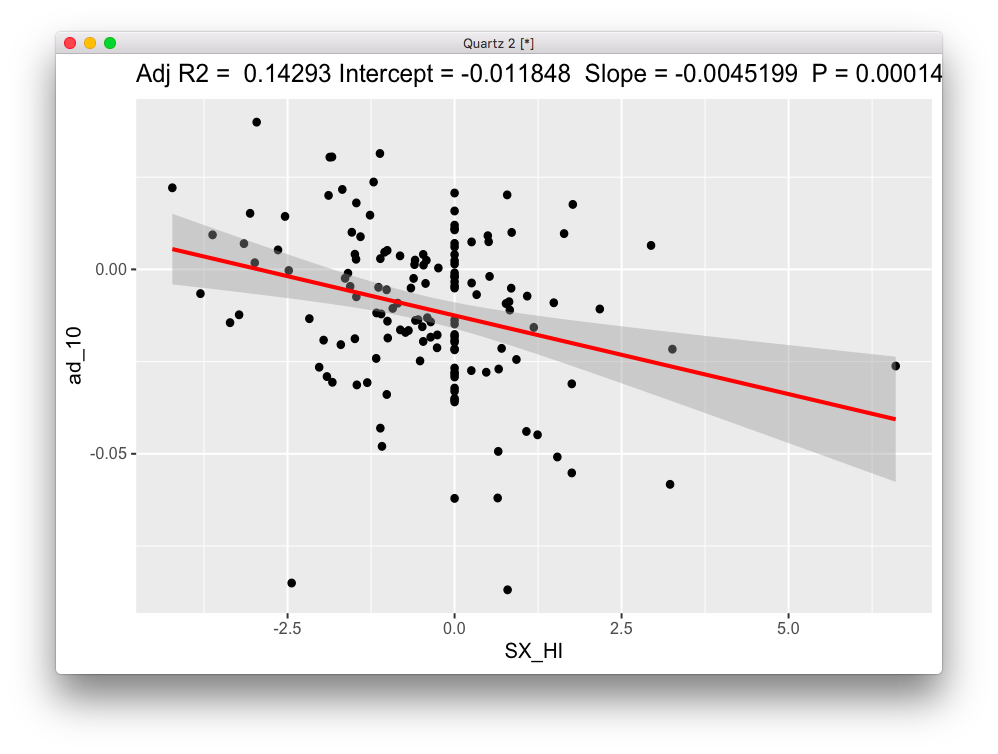 Quartz 2 [*]
Adj R2 =  0.14293 Intercept = -0.011848  Slope = -0.0045199  P = 0.00014
0.00
-0.05
ad_10
-2.5 0.0 2.5 5.0
SX_HI